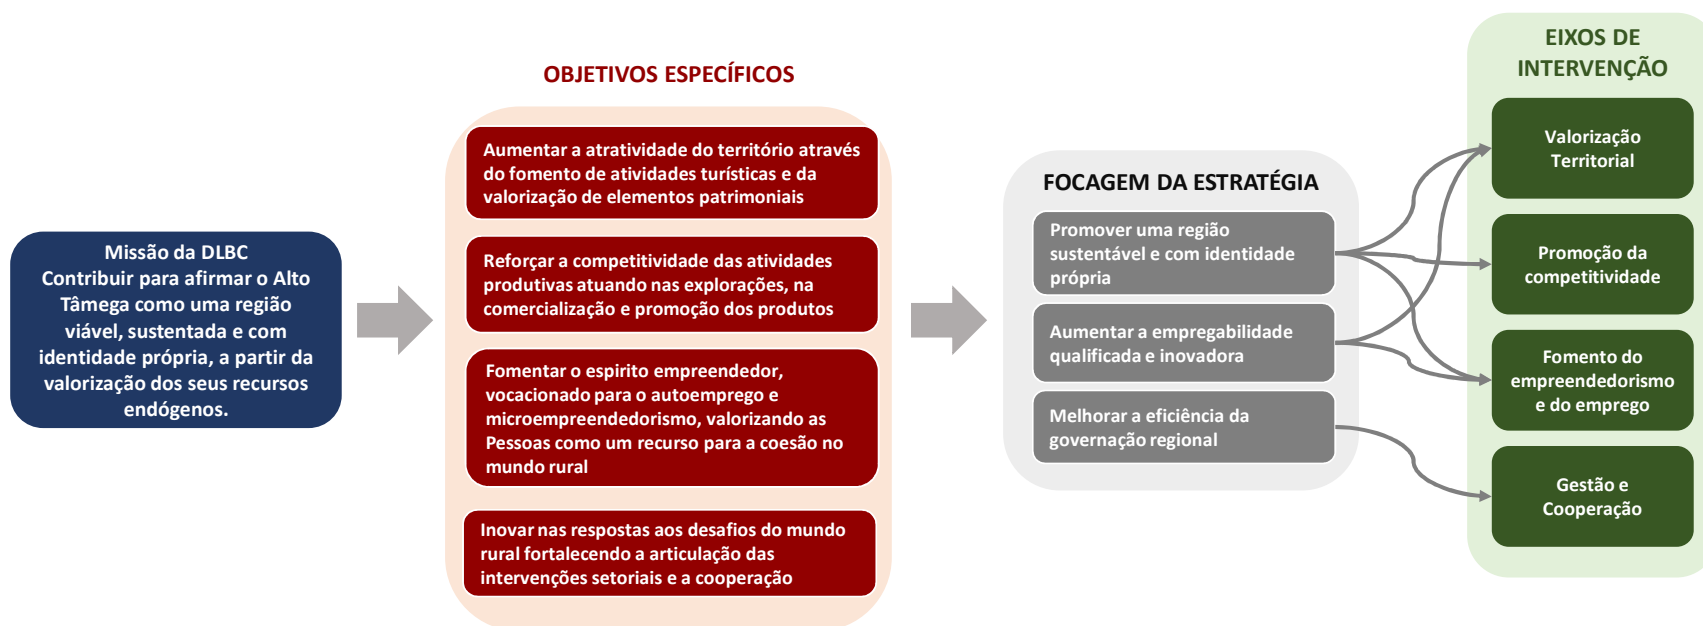 Missão da DLBC
Contribuir para afirmar o Alto
Tâmega como uma região
viável, sustentada e com
identidade própria, a partir da
valorização dos seus recursos
endógenos.
OBJETIVOS ESPECÍFICOS
Aumentar a atratividade do território através
do fomento de atividades turísticas e da
valorização de elementos patrimoniais
Reforçar a competitividade das atividades
produtivas atuando nas explorações, na
comercialização e promoção dos produtos
Fomentar o espirito empreendedor,
vocacionado para o autoemprego e
microempreendedorismo, valorizando as
Pessoas como um recurso para a coesão no
mundo rural
Inovar nas respostas aos desafios do mundo
rural fortalecendo a articulação das
intervenções setoriais e a cooperação
FOCAGEM DA ESTRATÉGIA
Promover uma região
sustentável e com identidade
própria
Aumentar a empregabilidade
qualificada e inovadora
Melhorar a eficiência da
governação regional
EIXOS DE
INTERVENÇÃO
Valorização
Territorial
Promoção da
competitividade
Fomento do
empreendedorismo
e do emprego
Gestão e
Cooperação